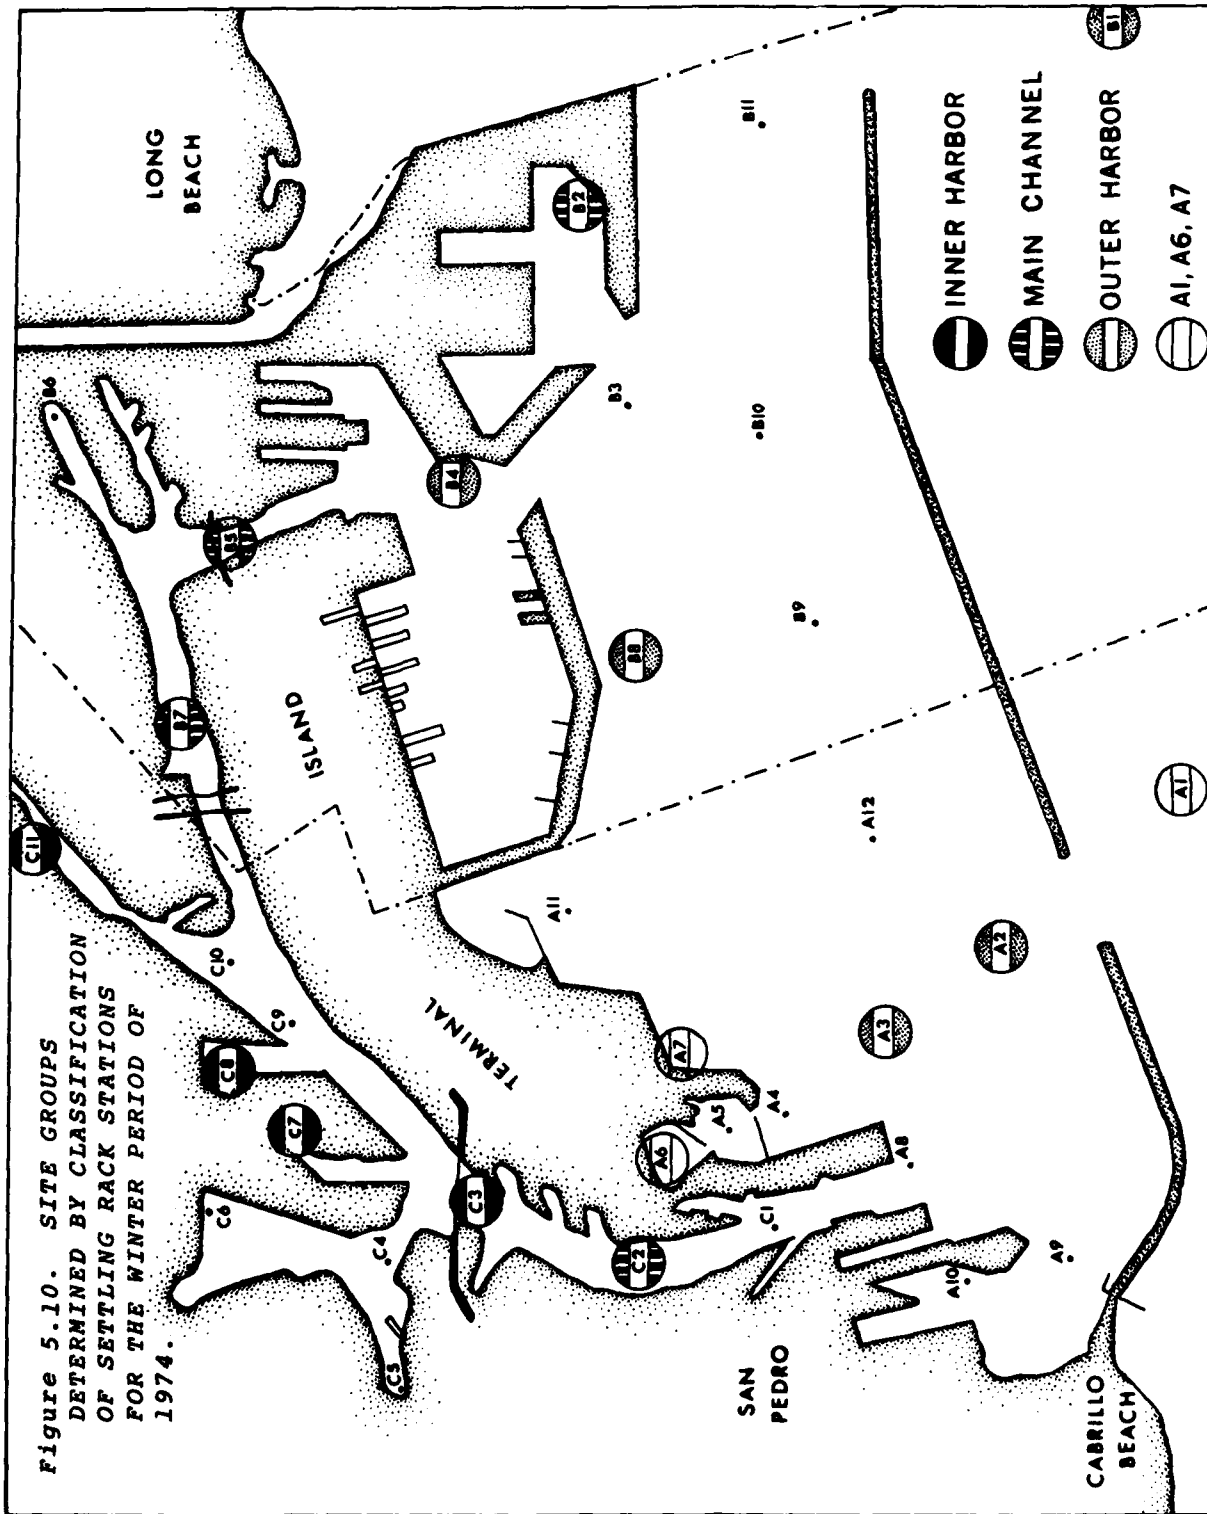 Figure 5.10. SITE GROUPS
DETERMINED BY CLASSIFICATION
OF SETTLING RACK STATIONS
FOR THE WINTER PERIOD OF
1974.
LONG
BEACH
TERMINAL
ISLAND
SAN
PEDRO
CABRILLO
BEACH
C11
C10
C9
C8
C7
C6
C5
C4
C3
C2
C1
B7
B6
B5
B4
B3
B2
B1
B8
B9
B10
B11
A1
A2
A3
A4
A5
A6
A7
A8
A9
A10
A11
A12
INNER HARBOR
MAIN CHANNEL
OUTER HARBOR
A1, A6, A7